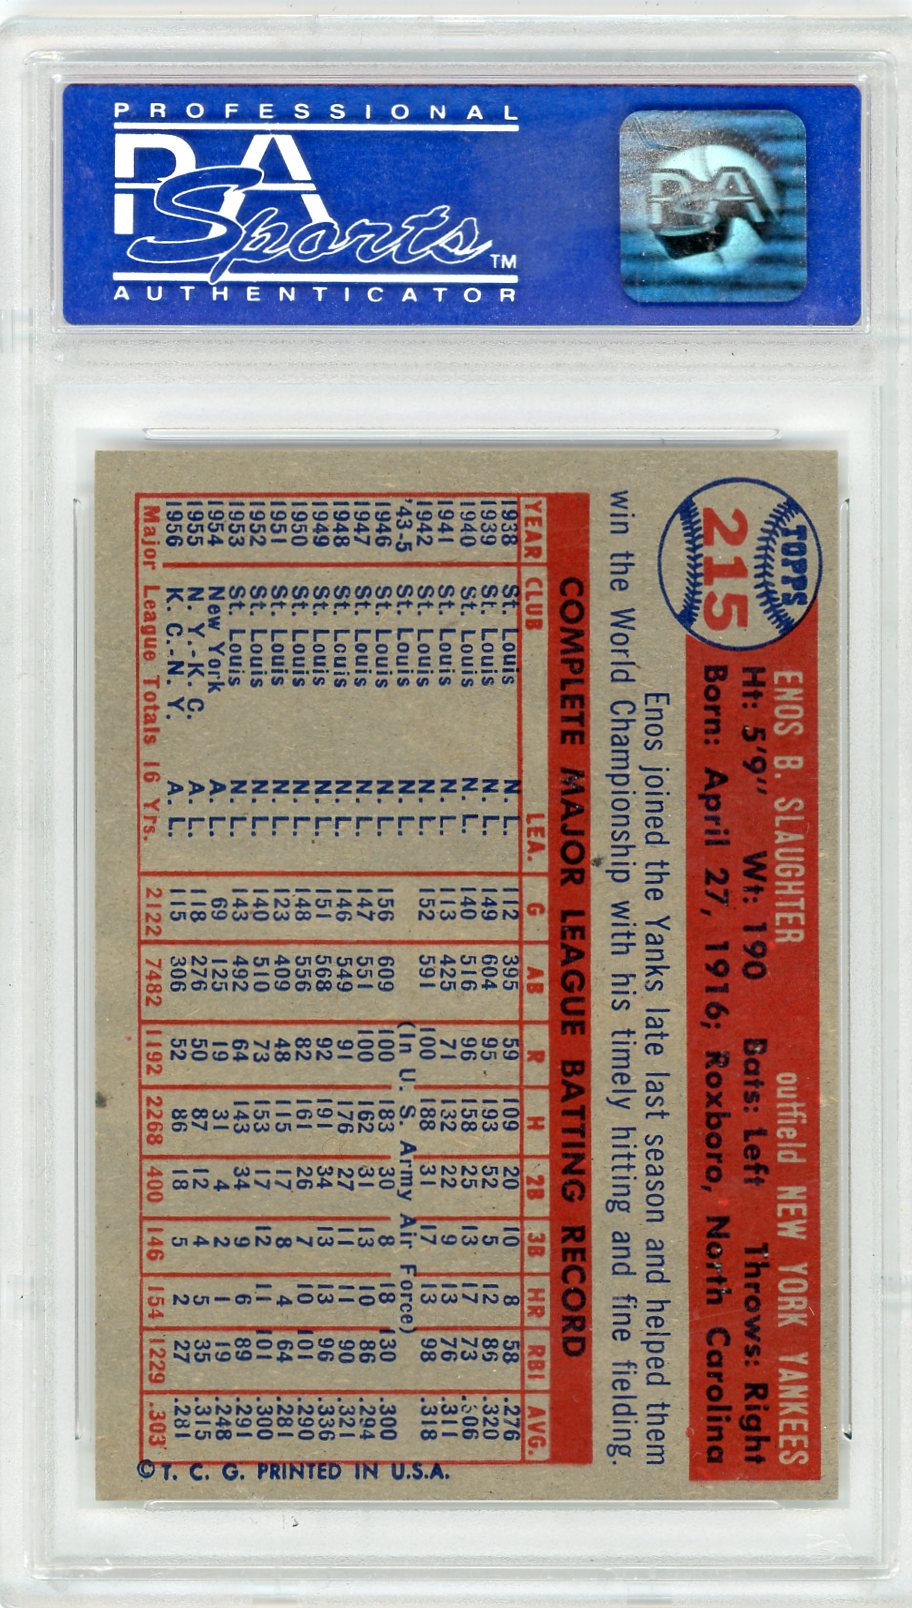 PROFESSIONAL
PSA
Sports TM
AUTHENTICATOR
PSA
TOPPS
215
ENOS B. SLAUGHTER outfield NEW YORK YANKEES
Ht: 5'9" Wt: 190 Bats: Left Throws: Right
Born: April 27, 1916; Roxboro, North Carolina
Enos joined the Yanks late last season and helped them
win the World Championship with his timely hitting and fine fielding.
COMPLETE MAJOR LEAGUE BATTING RECORD
YEAR CLUB LEA. G AB R H 2B 3B HR RBI AVG.
1938 St. Louis N. L. 112 395 59 109 20 10 8 58 .276
1939 St. Louis N. L. 149 604 95 193 52 5 12 86 .320
1940 St. Louis N. L. 140 516 96 158 25 13 17 73 .306
1941 St. Louis N. L. 113 425 71 132 22 9 13 76 .311
1942 St. Louis N. L. 152 591 100 188 31 17 13 98 .318
'43-5 St. Louis N. L. (In U. S. Army Air Force)
1946 St. Louis N. L. 156 609 100 183 30 8 18 130 .300
1947 St. Louis N. L. 147 551 100 162 31 13 10 86 .294
1948 St. Louis N. L. 146 549 91 176 27 11 11 90 .321
1949 St. Louis N. L. 151 568 92 191 34 13 13 96 .336
1950 St. Louis N. L. 148 556 82 161 26 7 10 101 .290
1951 St. Louis N. L. 123 409 48 115 17 8 4 64 .281
1952 St. Louis N. L. 140 510 73 153 17 12 11 101 .300
1953 St. Louis N. L. 143 492 64 143 34 9 6 89 .291
1954 New York A. L. 69 125 19 31 4 2 1 19 .248
1955 N. Y.-K. C. A. L. 118 276 50 87 12 4 5 35 .315
1956 K. C.-N. Y. A. L. 115 306 52 86 18 5 2 27 .281
Major League Totals 16 Yrs. 2122 7482 1192 2268 400 146 154 1229 .303
© T. C. G. PRINTED IN U.S.A.